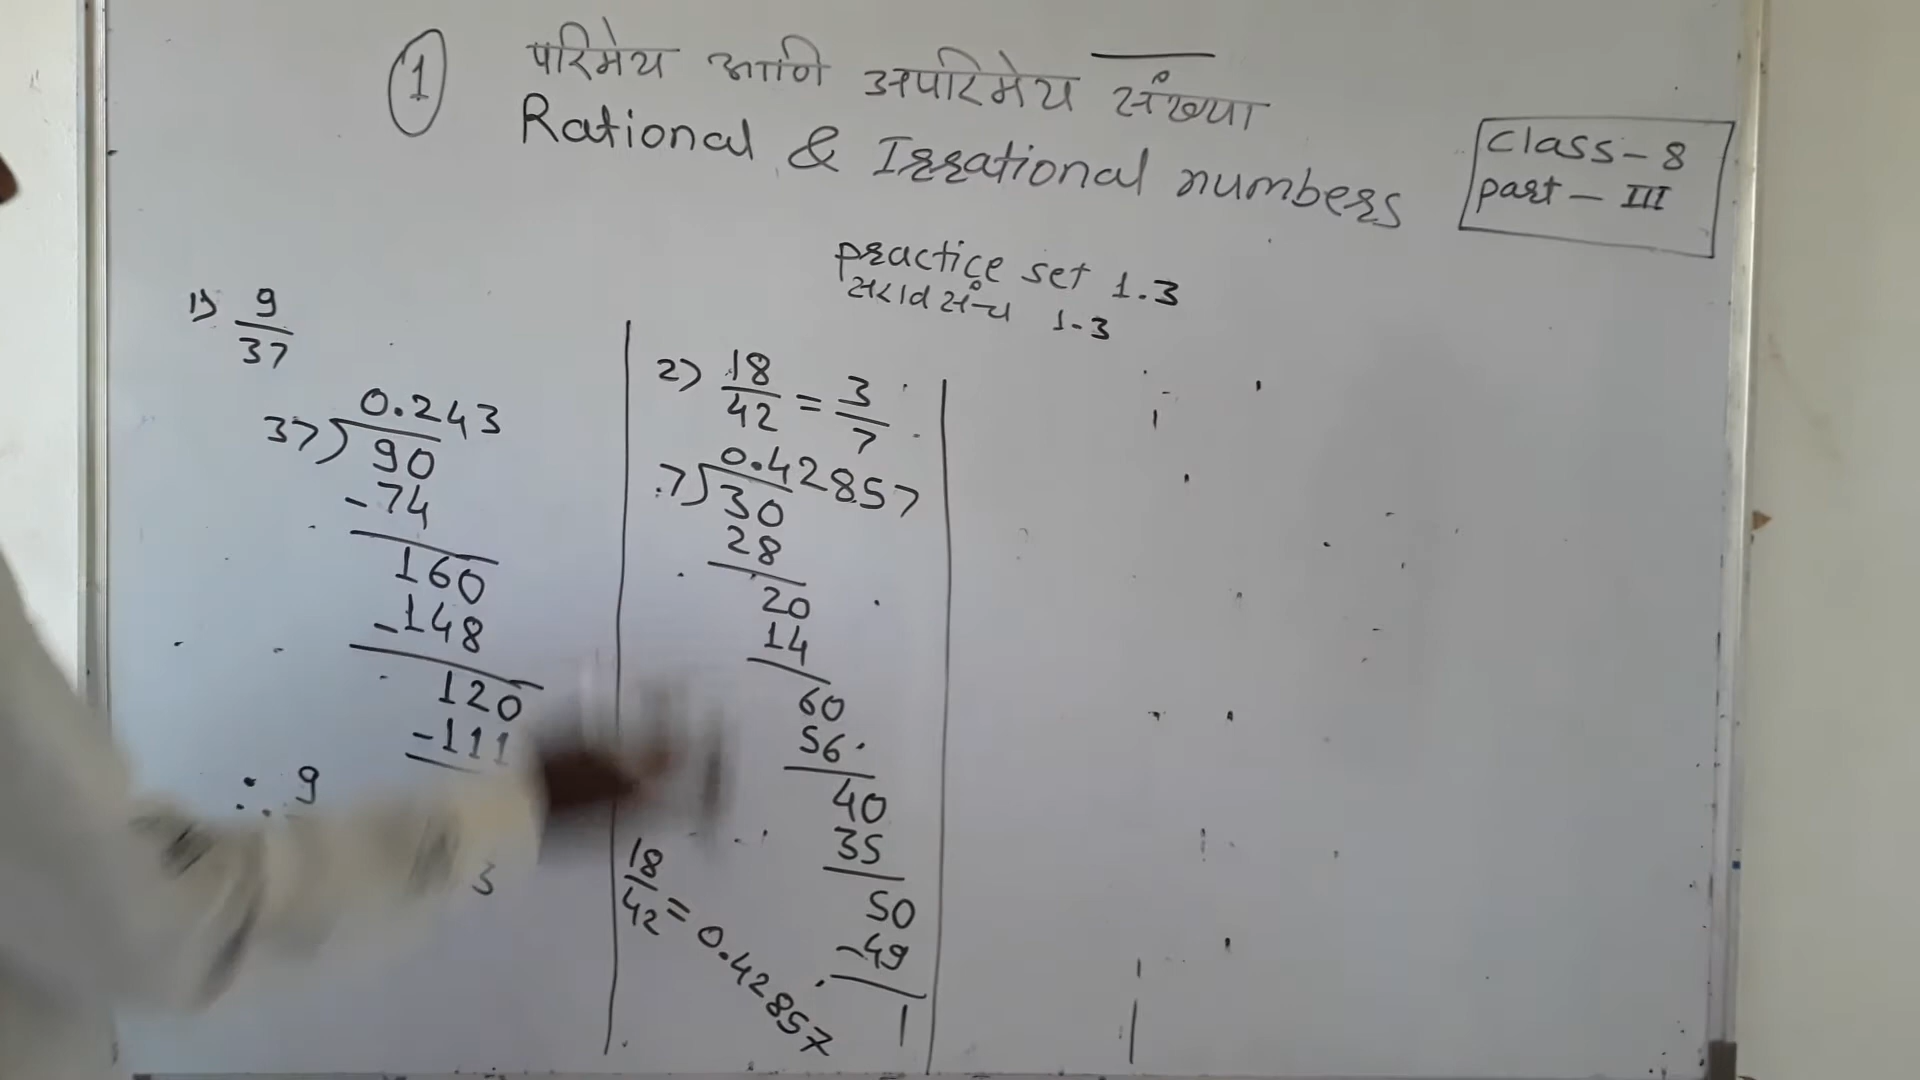 1 परिमेय आणि अपरिमेय संख्या
Rational & Irrational numbers
Class-8
part - III
practice set 1.3
सराव संच 1-3
1) 9/37
0.243
37) 90
-74
160
-148
120
-111
∴ 9
3
2) 18/42 = 3/7
0.42857
7) 30
28
20
14
60
56
40
35
50
-49
1
18/42 = 0.42857